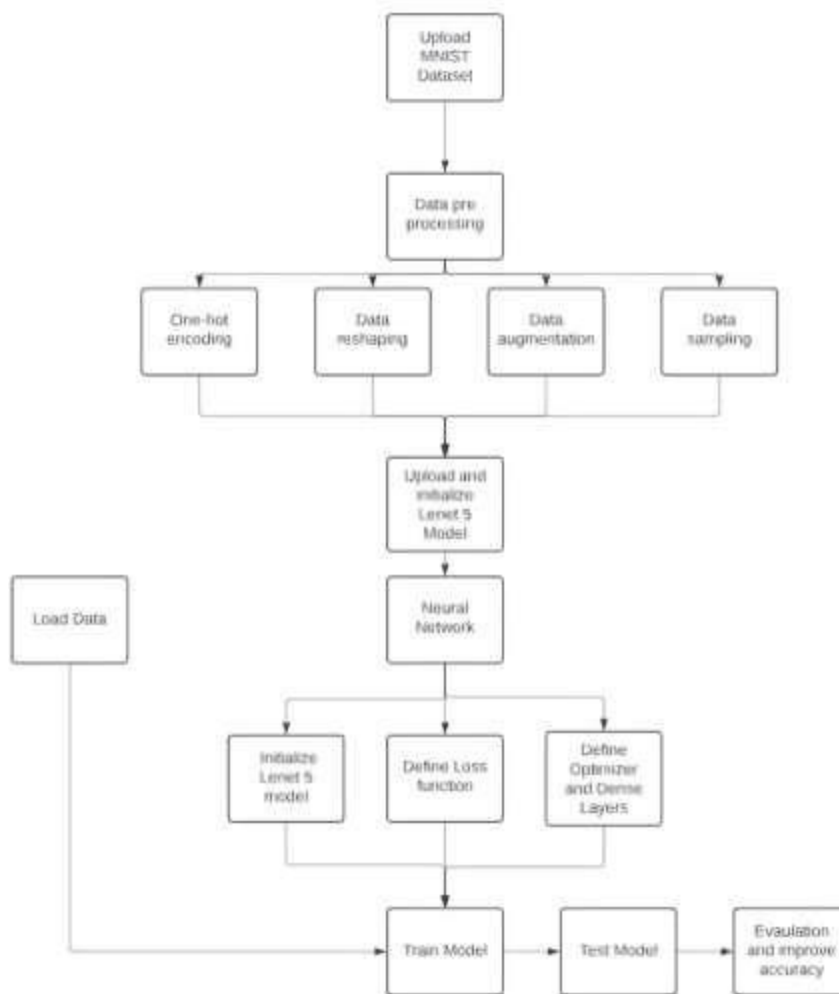 Upload
MNIST
Dataset
Data pre
processing
One-hot
encoding
Data
reshaping
Data
augmentation
Data
sampling
Upload and
initialize
Lenet 5
Model
Neural
Network
Load Data
Initialize
Lenet 5
model
Define Loss
function
Define
Optimizer
and Dense
Layers
Train Model
Test Model
Evaulation
and improve
accuracy